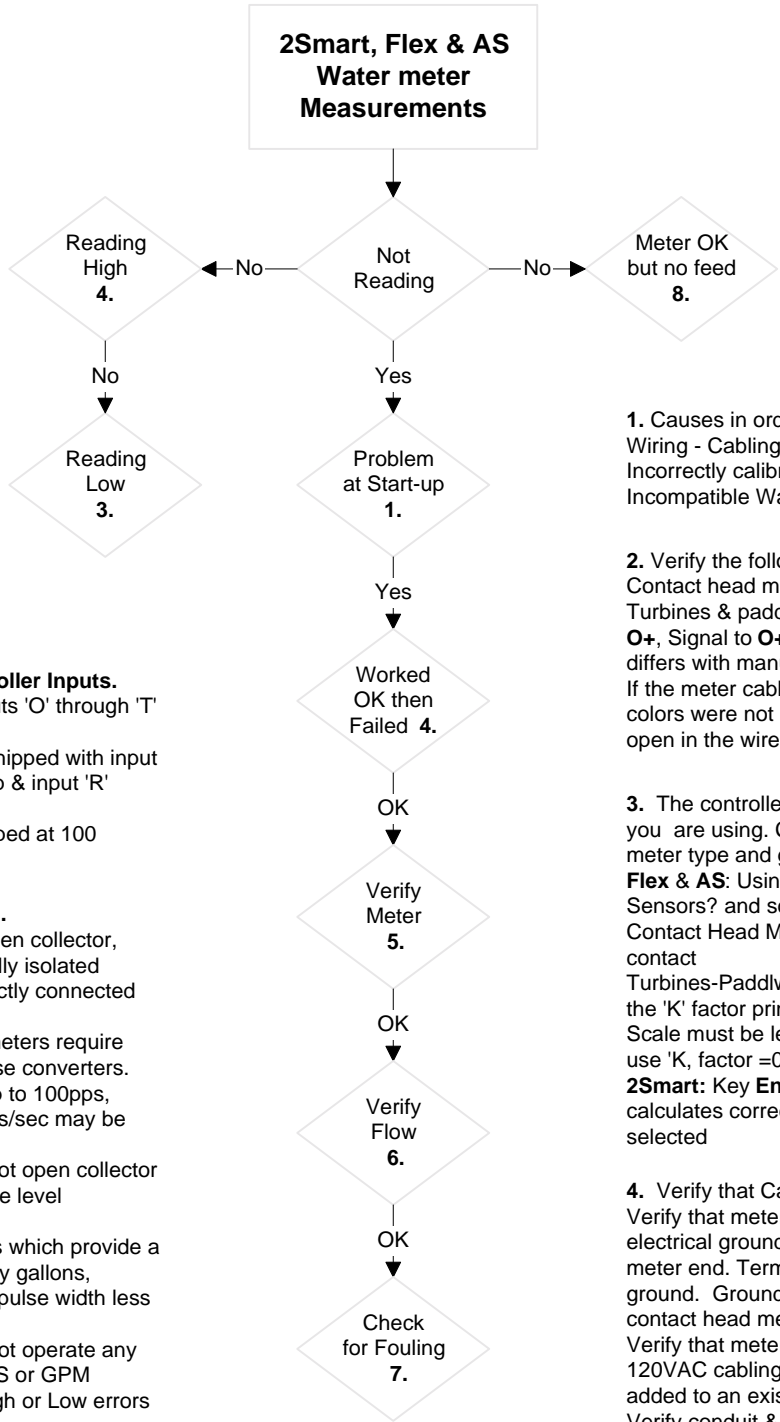 2Smart, Flex & AS
Water meter
Measurements
Reading
High
4.
No
Not
Reading
No
Meter OK
but no feed
8.
No
Yes
Reading
Low
3.
Problem
at Start-up
1.
Yes
Worked
OK then
Failed 4.
OK
Verify
Meter
5.
OK
Verify
Flow
6.
OK
Check
for Fouling
7.
oller Inputs.
ts 'O' through 'T'
hipped with input
o & input 'R'
ped at 100
.
en collector,
lly isolated
ctly connected
eters require
se converters.
o to 100pps,
s/sec may be
ot open collector
e level
s which provide a
y gallons,
pulse width less
ot operate any
S or GPM
gh or Low errors
1. Causes in ord
Wiring - Cabling
Incorrectly calibr
Incompatible Wa
2. Verify the follo
Contact head m
Turbines & padd
O+, Signal to O+
differs with man
If the meter cabl
colors were not
open in the wire
3. The controlle
you are using. C
meter type and g
Flex & AS: Usin
Sensors? and se
Contact Head M
contact
Turbines-Paddlw
the 'K' factor prin
Scale must be le
use 'K, factor =0
2Smart: Key En
calculates correc
selected
4. Verify that Ca
Verify that mete
electrical ground
meter end. Term
ground. Ground
contact head me
Verify that mete
120VAC cabling
added to an exis
Verify conduit &